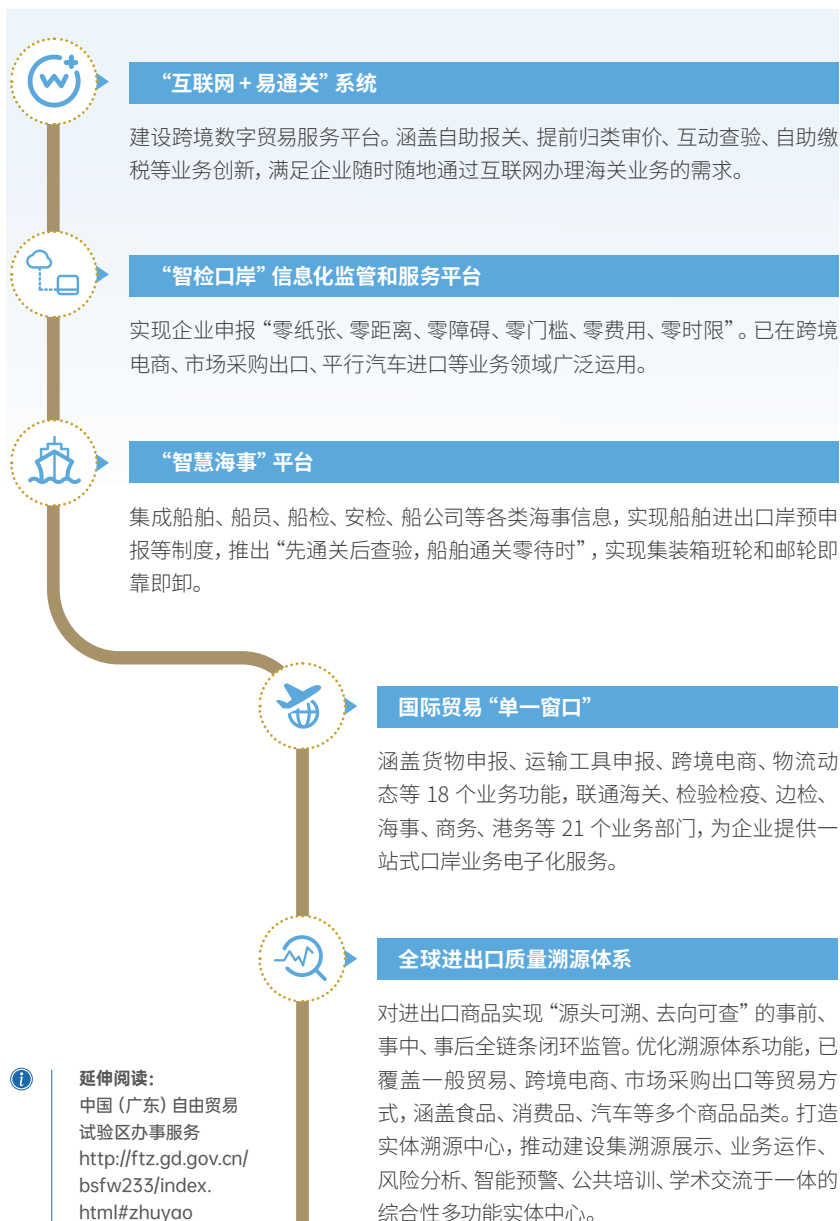 “互联网 + 易通关” 系统
建设跨境数字贸易服务平台。涵盖自助报关、提前归类审价、互动查验、自助缴
税等业务创新，满足企业随时随地通过互联网办理海关业务的需求。
“智检口岸” 信息化监管和服务平台
实现企业申报 “零纸张、零距离、零障碍、零门槛、零费用、零时限” 。已在跨境
电商、市场采购出口、平行汽车进口等业务领域广泛运用。
“智慧海事” 平台
集成船舶、船员、船检、安检、船公司等各类海事信息，实现船舶进出口岸预申
报等制度，推出 “先通关后查验，船舶通关零待时” ，实现集装箱班轮和邮轮即
靠即卸。
国际贸易 “单一窗口”
涵盖货物申报、运输工具申报、跨境电商、物流动
态等 18 个业务功能，联通海关、检验检疫、边检、
海事、商务、港务等 21 个业务部门，为企业提供一
站式口岸业务电子化服务。
全球进出口质量溯源体系
对进出口商品实现 “源头可溯、去向可查” 的事前、
事中、事后全链条闭环监管。优化溯源体系功能，已
覆盖一般贸易、跨境电商、市场采购出口等贸易方
式，涵盖食品、消费品、汽车等多个商品品类。打造
实体溯源中心，推动建设集溯源展示、业务运作、
风险分析、智能预警、公共培训、学术交流于一体的
综合性多功能实体中心。
延伸阅读：
中国（广东）自由贸易
试验区办事服务
http://ftz.gd.gov.cn/
bsfw233/index.
html#zhuyao